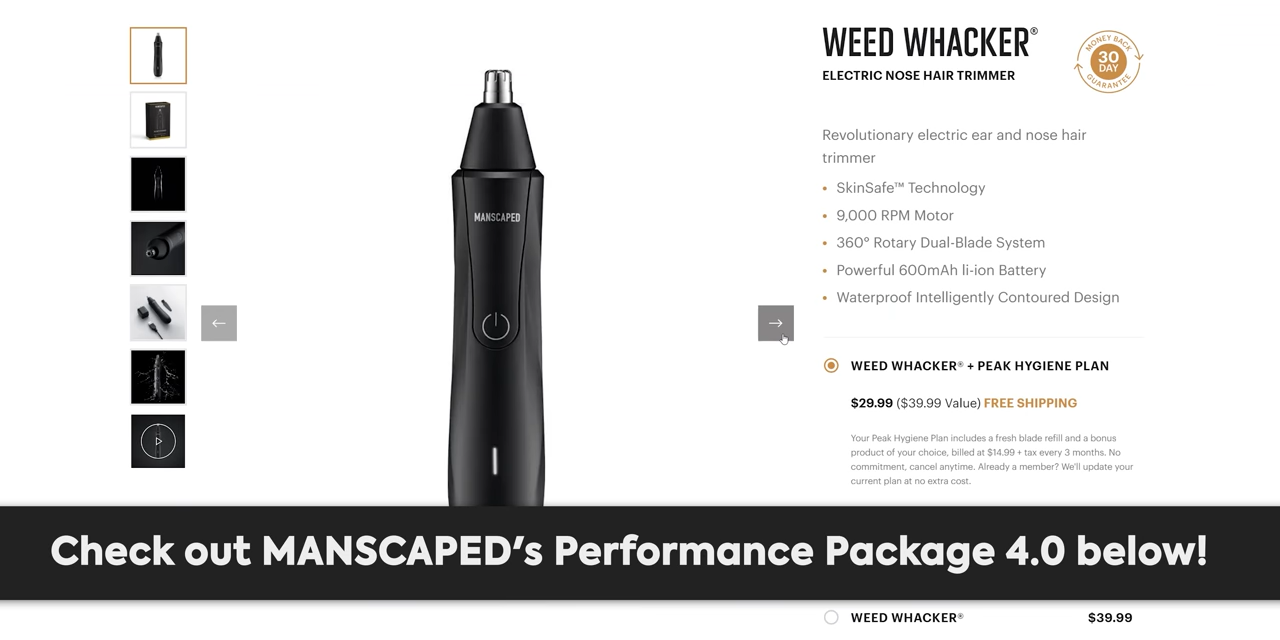 WEED WHACKER®
ELECTRIC NOSE HAIR TRIMMER
MONEY BACK
30
DAY
GUARANTEE
Revolutionary electric ear and nose hair
trimmer
• SkinSafe™ Technology
• 9,000 RPM Motor
• 360° Rotary Dual-Blade System
• Powerful 600mAh li-ion Battery
• Waterproof Intelligently Contoured Design
MANSCAPED
WEED WHACKER® + PEAK HYGIENE PLAN
$29.99 ($39.99 Value) FREE SHIPPING
Your Peak Hygiene Plan includes a fresh blade refill and a bonus
product of your choice, billed at $14.99 + tax every 3 months. No
commitment, cancel anytime. Already a member? We'll update your
current plan at no extra cost.
Check out MANSCAPED's Performance Package 4.0 below!
WEED WHACKER® $39.99